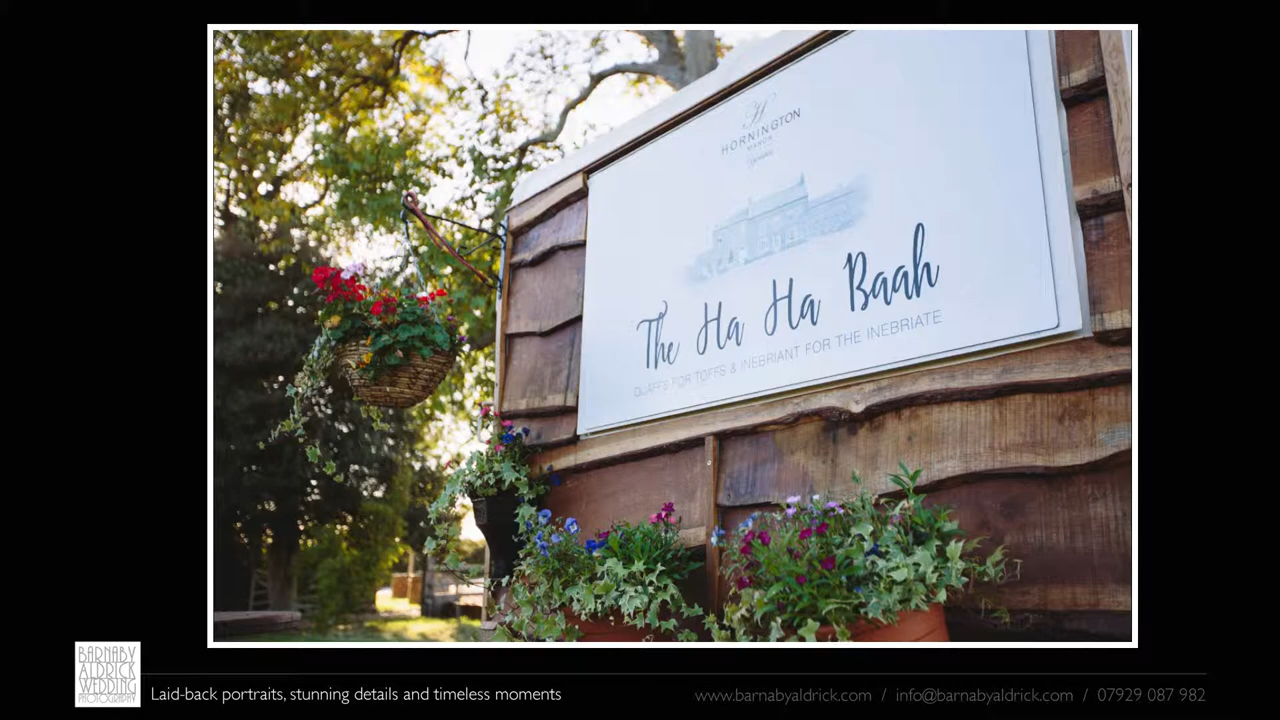 H
HORNINGTON
MANOR
The Ha Ha Baah
QUAFFS FOR TOFFS & INEBRIANT FOR THE INEBRIATE
BARNABY
ALDRICK
WEDDING
PHOTOGRAPHY
Laid-back portraits, stunning details and timeless moments
www.barnabyaldrick.com / info@barnabyaldrick.com / 07929 087 982